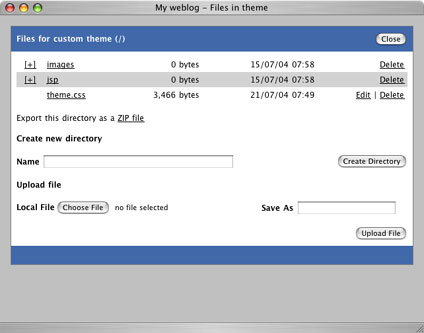 My weblog – Files in theme
Files for custom theme (/) Close
[+] images 0 bytes 15/07/04 07:58 Delete
[+] jsp 0 bytes 15/07/04 07:58 Delete
theme.css 3,466 bytes 21/07/04 07:49 Edit | Delete
Export this directory as a ZIP file
Create new directory
Name Create Directory
Upload file
Local File Choose File no file selected Save As
Upload File